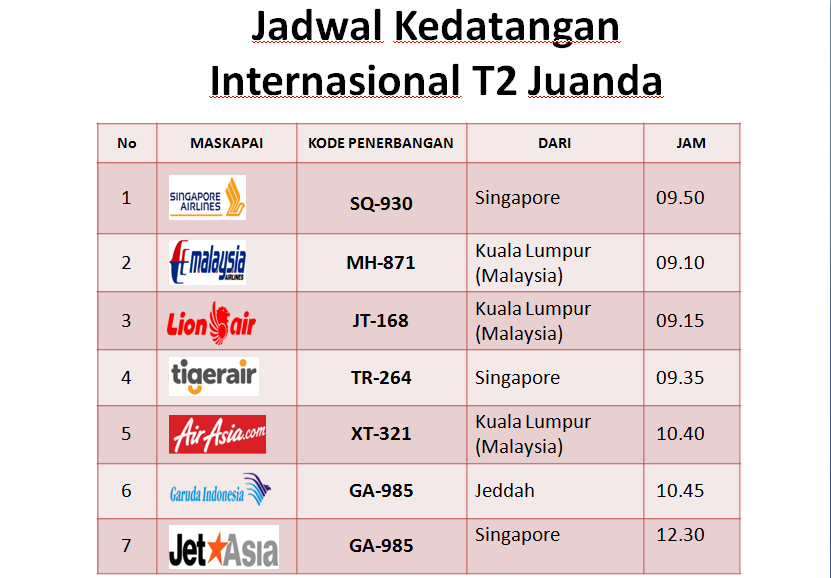 Jadwal Kedatangan
Internasional T2 Juanda
No MASKAPAI KODE PENERBANGAN DARI JAM
1 SINGAPORE AIRLINES SQ-930 Singapore 09.50
2 malaysia AIRLINES MH-871 Kuala Lumpur (Malaysia) 09.10
3 Lion air JT-168 Kuala Lumpur (Malaysia) 09.15
4 tigerair TR-264 Singapore 09.35
5 AirAsia.com XT-321 Kuala Lumpur (Malaysia) 10.40
6 Garuda Indonesia GA-985 Jeddah 10.45
7 Jet Asia GA-985 Singapore 12.30